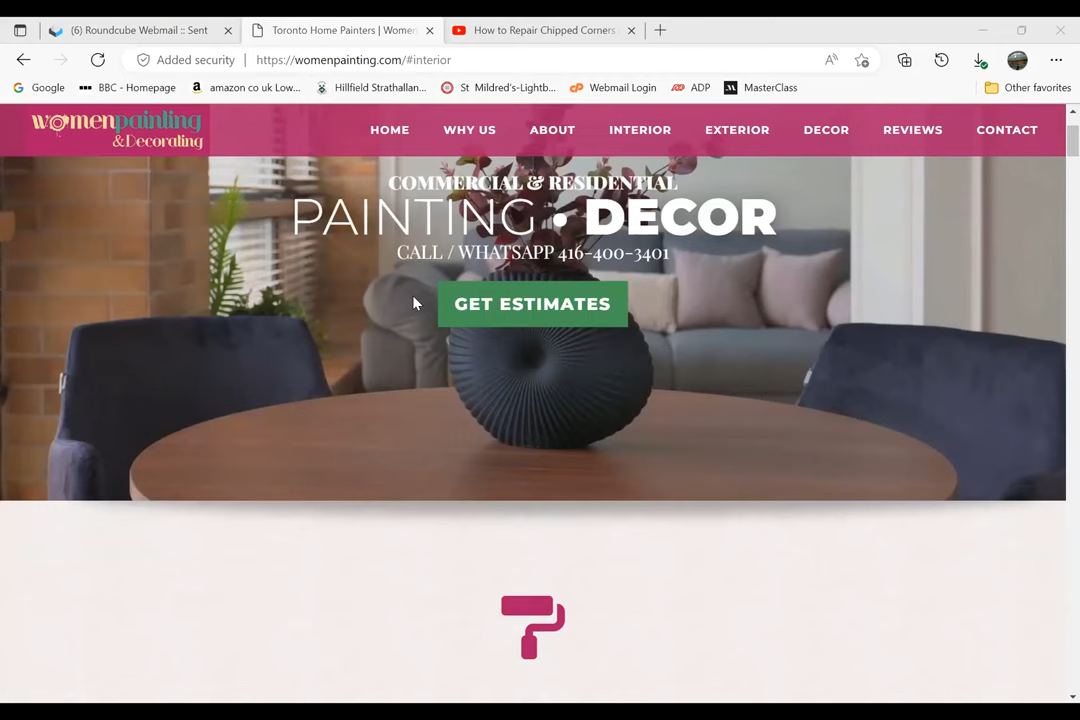 (6) Roundcube Webmail :: Sent
Toronto Home Painters | Women
How to Repair Chipped Corners
Added security
https://womenpainting.com/#interior
Google
BBC - Homepage
amazon co uk Low...
Hillfield Strathallan...
St Mildred's-Lightb...
Webmail Login
ADP
MasterClass
Other favorites
womenpainting
&Decorating
HOME
WHY US
ABOUT
INTERIOR
EXTERIOR
DECOR
REVIEWS
CONTACT
COMMERCIAL & RESIDENTIAL
PAINTING • DECOR
CALL / WHATSAPP 416-400-3401
GET ESTIMATES